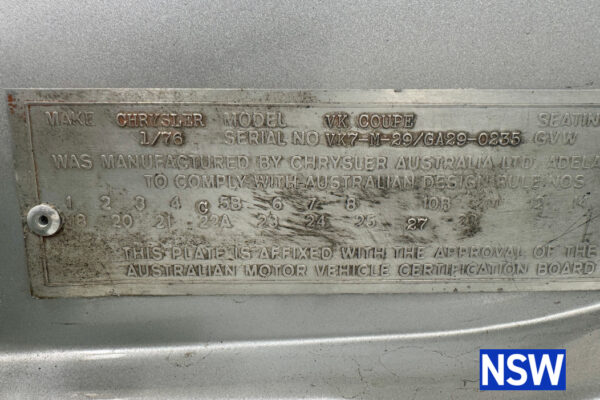 MAKE CHRYSLER MODEL VK COUPE SEATIN
1/76 SERIAL NO VK7-M-29/GA29-0235 GVW
WAS MANUFACTURED BY CHRYSLER AUSTRALIA LTD. ADELA
TO COMPLY WITH AUSTRALIAN DESIGN RULE NOS
1 2 3 4 C 5B 6 7 8 10B
18 20 21 22A 23 24 25 27
THIS PLATE IS AFFIXED WITH THE APPROVAL OF THE
AUSTRALIAN MOTOR VEHICLE CERTIFICATION BOARD
NSW